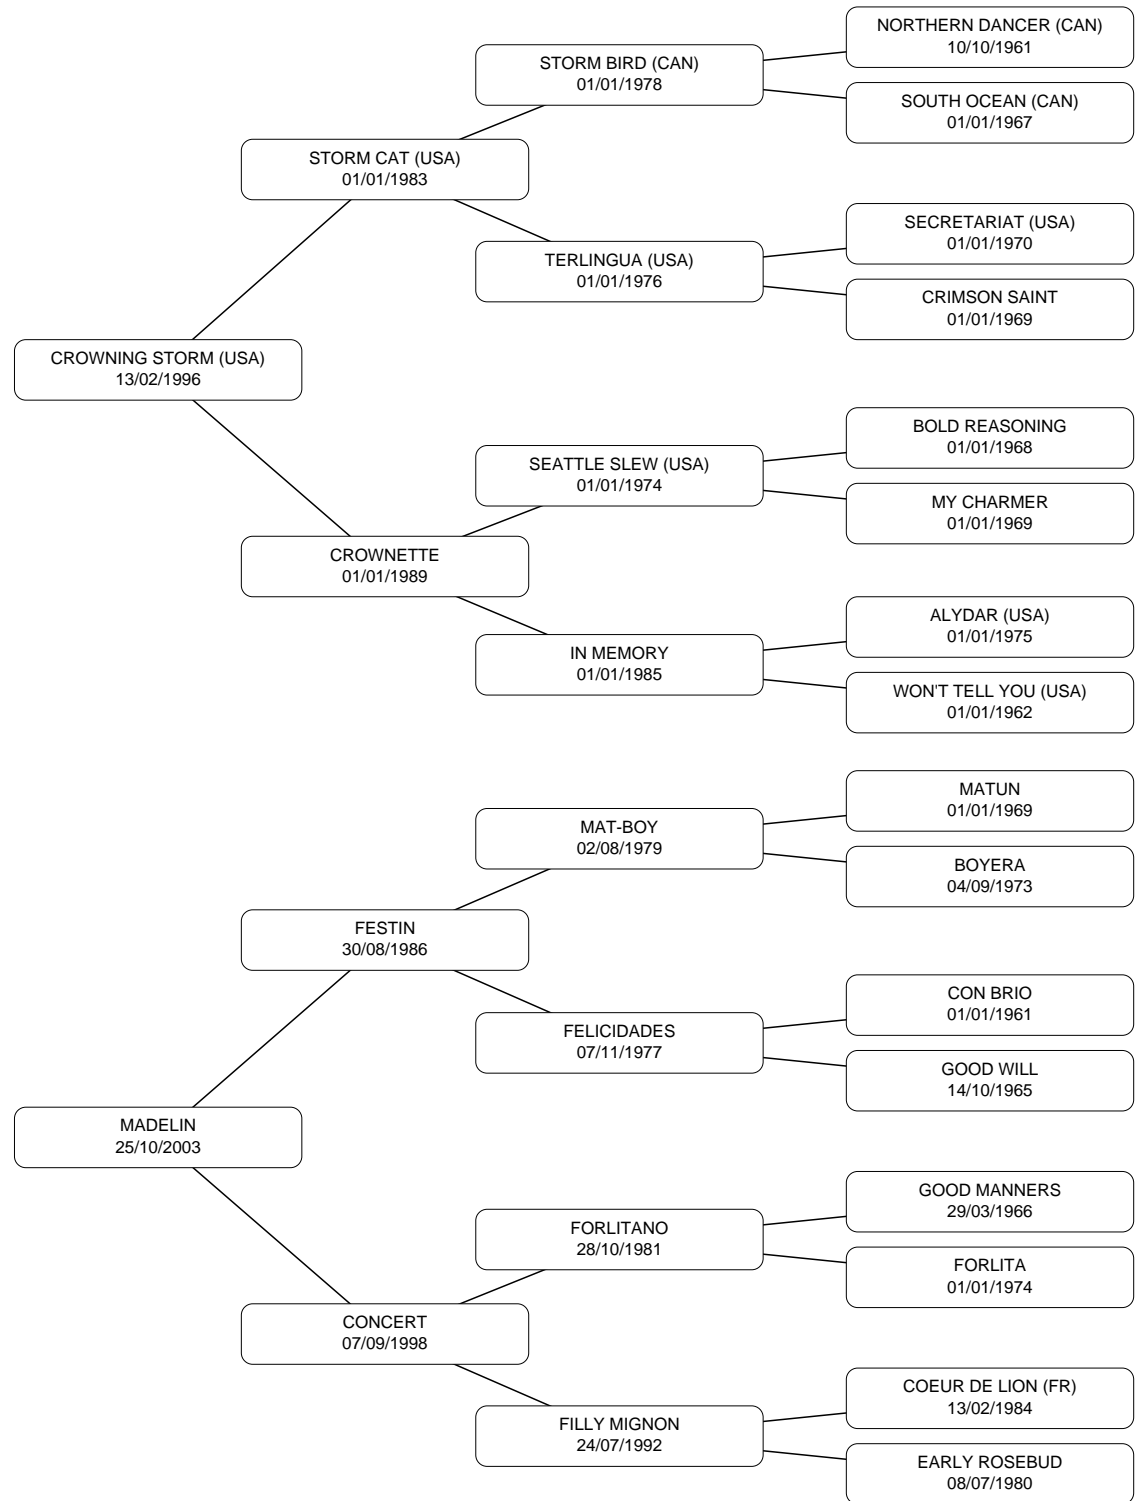 NORTHERN DANCER (CAN)
10/10/1961
STORM BIRD (CAN)
01/01/1978
SOUTH OCEAN (CAN)
01/01/1967
STORM CAT (USA)
01/01/1983
SECRETARIAT (USA)
01/01/1970
TERLINGUA (USA)
01/01/1976
CRIMSON SAINT
01/01/1969
CROWNING STORM (USA)
13/02/1996
BOLD REASONING
01/01/1968
SEATTLE SLEW (USA)
01/01/1974
MY CHARMER
01/01/1969
CROWNETTE
01/01/1989
ALYDAR (USA)
01/01/1975
IN MEMORY
01/01/1985
WON'T TELL YOU (USA)
01/01/1962
MATUN
01/01/1969
MAT-BOY
02/08/1979
BOYERA
04/09/1973
FESTIN
30/08/1986
CON BRIO
01/01/1961
FELICIDADES
07/11/1977
GOOD WILL
14/10/1965
MADELIN
25/10/2003
GOOD MANNERS
29/03/1966
FORLITANO
28/10/1981
FORLITA
01/01/1974
CONCERT
07/09/1998
COEUR DE LION (FR)
13/02/1984
FILLY MIGNON
24/07/1992
EARLY ROSEBUD
08/07/1980